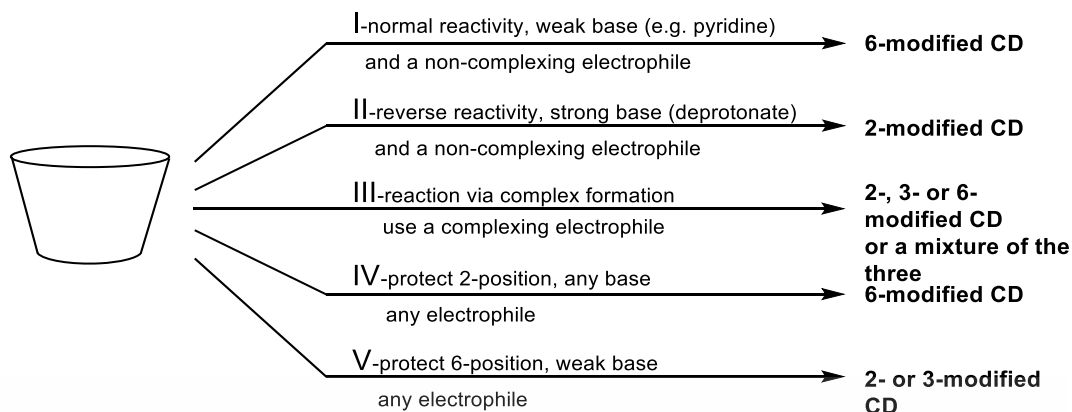 I-normal reactivity, weak base (e.g. pyridine)
and a non-complexing electrophile
6-modified CD
II-reverse reactivity, strong base (deprotonate)
and a non-complexing electrophile
2-modified CD
III-reaction via complex formation
use a complexing electrophile
2-, 3- or 6-
modified CD
or a mixture of the
three
IV-protect 2-position, any base
any electrophile
6-modified CD
V-protect 6-position, weak base
any electrophile
2- or 3-modified
CD